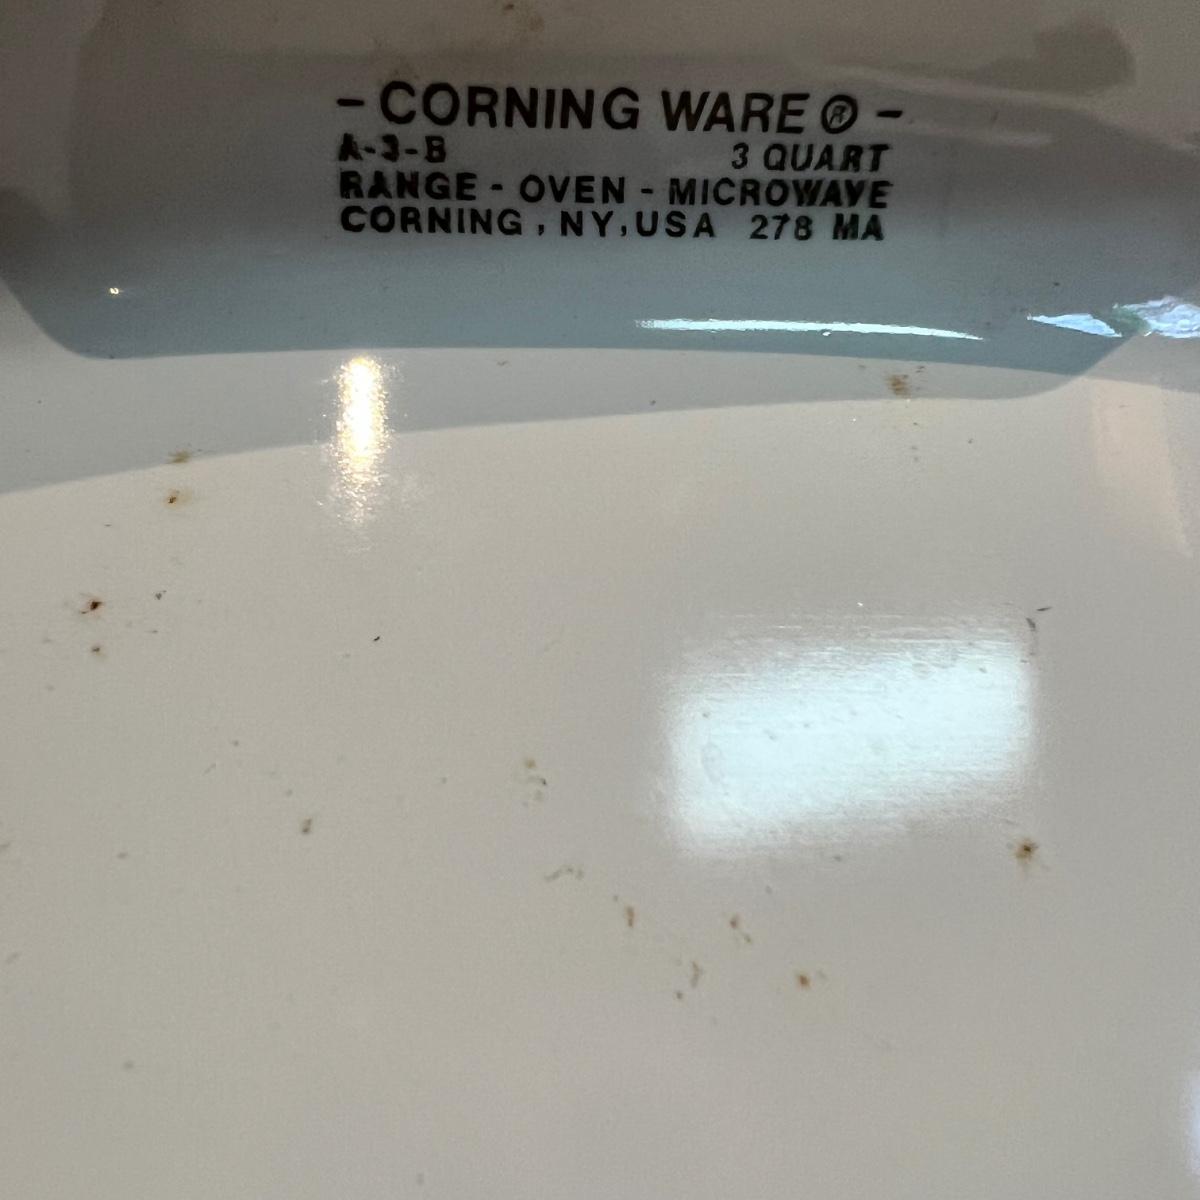 - CORNING WARE ® -
A-3-B 3 QUART
RANGE - OVEN - MICROWAVE
CORNING, NY, USA 278 MA